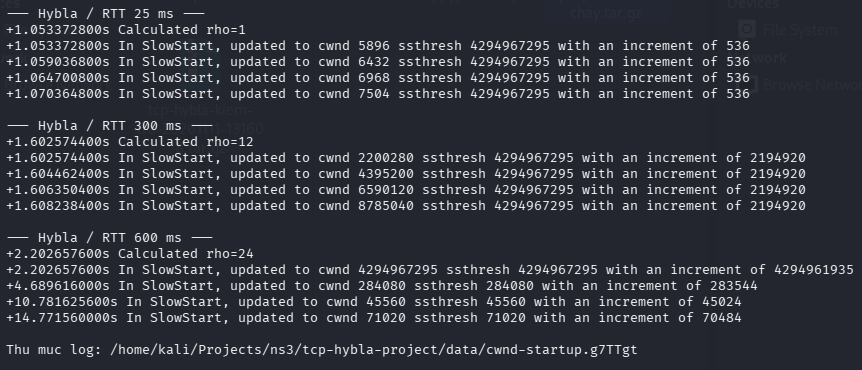 ── Hybla / RTT 25 ms ──
+1.053372800s Calculated rho=1
+1.053372800s In SlowStart, updated to cwnd 5896 ssthresh 4294967295 with an increment of 536
+1.059036800s In SlowStart, updated to cwnd 6432 ssthresh 4294967295 with an increment of 536
+1.064700800s In SlowStart, updated to cwnd 6968 ssthresh 4294967295 with an increment of 536
+1.070364800s In SlowStart, updated to cwnd 7504 ssthresh 4294967295 with an increment of 536
── Hybla / RTT 300 ms ──
+1.602574400s Calculated rho=12
+1.602574400s In SlowStart, updated to cwnd 2200280 ssthresh 4294967295 with an increment of 2194920
+1.604462400s In SlowStart, updated to cwnd 4395200 ssthresh 4294967295 with an increment of 2194920
+1.606350400s In SlowStart, updated to cwnd 6590120 ssthresh 4294967295 with an increment of 2194920
+1.608238400s In SlowStart, updated to cwnd 8785040 ssthresh 4294967295 with an increment of 2194920
── Hybla / RTT 600 ms ──
+2.202657600s Calculated rho=24
+2.202657600s In SlowStart, updated to cwnd 4294967295 ssthresh 4294967295 with an increment of 4294961935
+4.689616000s In SlowStart, updated to cwnd 284080 ssthresh 284080 with an increment of 283544
+10.781625600s In SlowStart, updated to cwnd 45560 ssthresh 45560 with an increment of 45024
+14.771560000s In SlowStart, updated to cwnd 71020 ssthresh 71020 with an increment of 70484
Thu muc log: /home/kali/Projects/ns3/tcp-hybla-project/data/cwnd-startup.g7TTgt
chay.tar.gz
Devices
File System
Browse Netwo